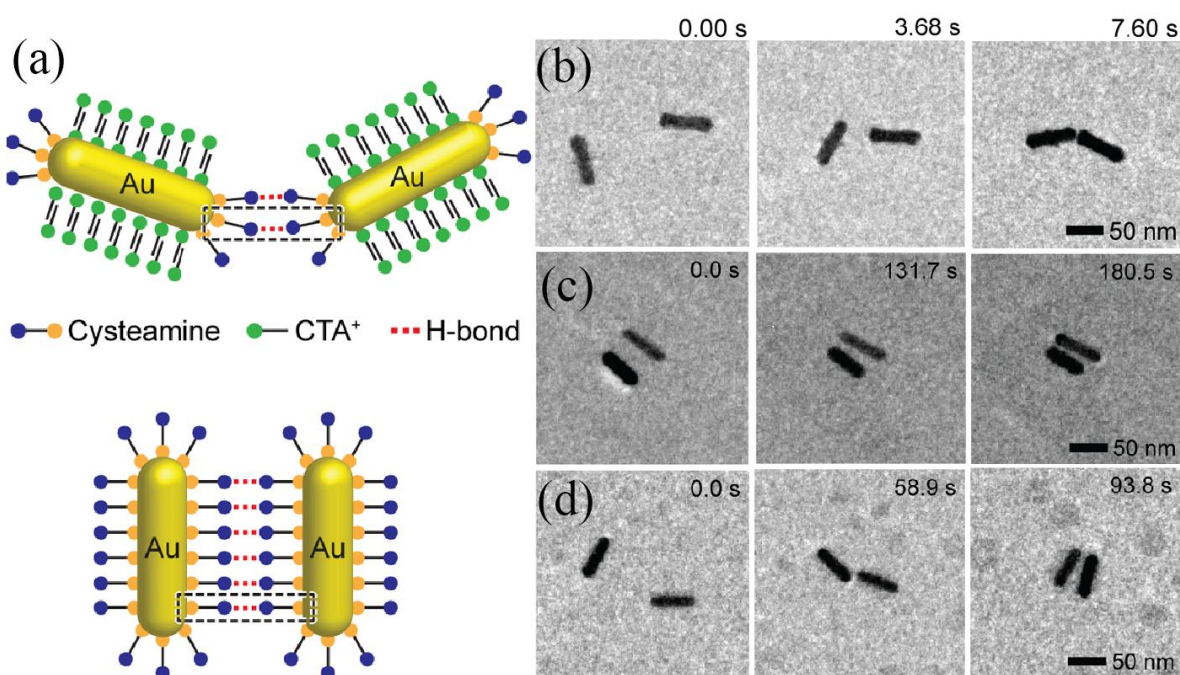 (a)
Au
Au
Cysteamine CTA⁺ H-bond
Au
Au
0.00 s 3.68 s 7.60 s
(b)
50 nm
(c)
0.0 s 131.7 s 180.5 s
50 nm
(d)
0.0 s 58.9 s 93.8 s
50 nm